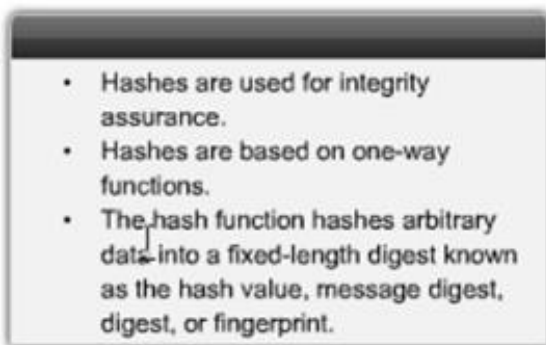 • Hashes are used for integrity
assurance.
• Hashes are based on one-way
functions.
• The hash function hashes arbitrary
data into a fixed-length digest known
as the hash value, message digest,
digest, or fingerprint.